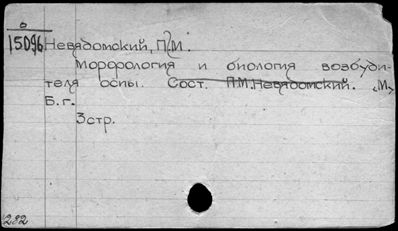 15096 Невядомский, П.М.
Морфология и биология возбуди-
теля оспы. Сост. П.М. Невядомский. "М",
Б.г.
3стр.
282